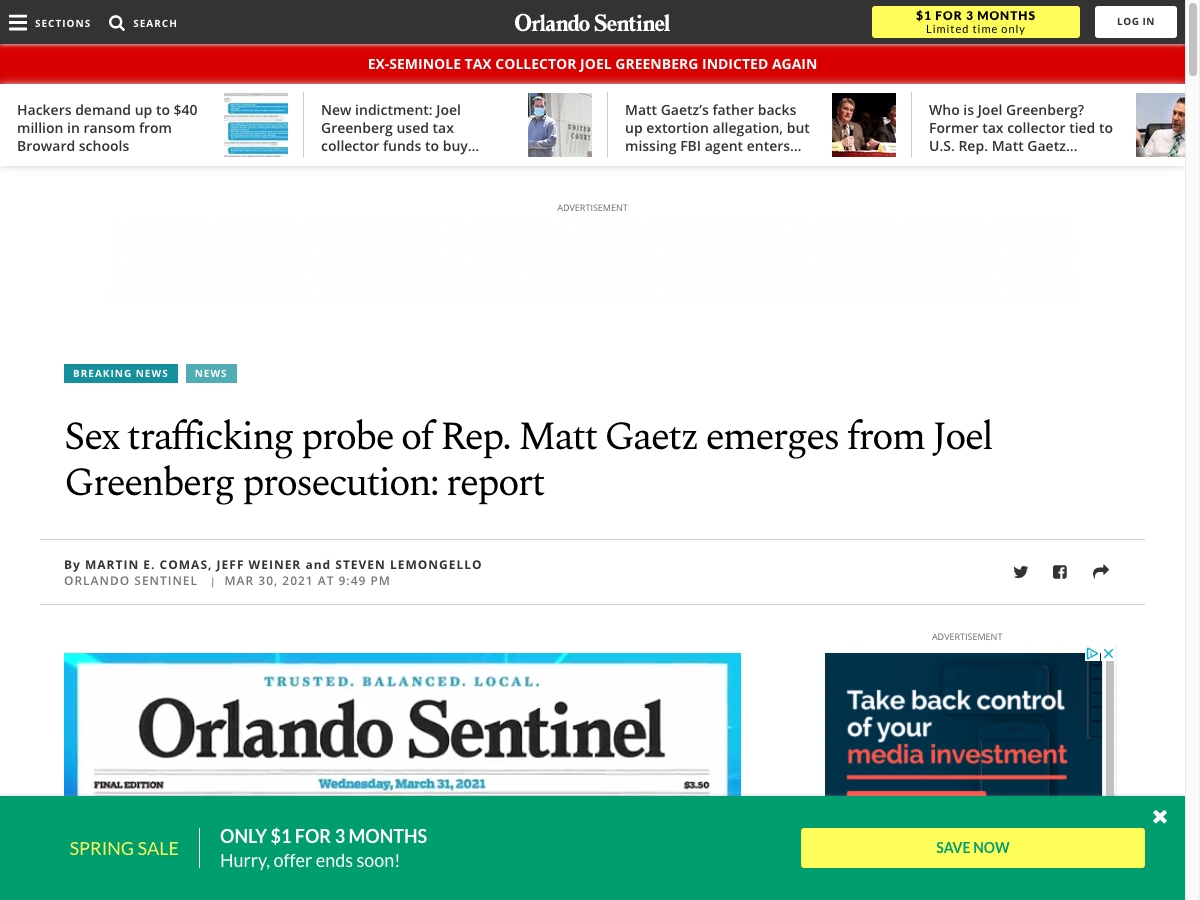 SECTIONS
SEARCH
Orlando Sentinel
$1 FOR 3 MONTHS
Limited time only
LOG IN
EX-SEMINOLE TAX COLLECTOR JOEL GREENBERG INDICTED AGAIN
Hackers demand up to $40
million in ransom from
Broward schools
New indictment: Joel
Greenberg used tax
collector funds to buy...
Matt Gaetz’s father backs
up extortion allegation, but
missing FBI agent enters...
Who is Joel Greenberg?
Former tax collector tied to
U.S. Rep. Matt Gaetz...
ADVERTISEMENT
BREAKING NEWS
NEWS
Sex trafficking probe of Rep. Matt Gaetz emerges from Joel
Greenberg prosecution: report
By MARTIN E. COMAS, JEFF WEINER and STEVEN LEMONGELLO
ORLANDO SENTINEL | MAR 30, 2021 AT 9:49 PM
ADVERTISEMENT
TRUSTED. BALANCED. LOCAL.
Orlando Sentinel
FINAL EDITION
Wednesday, March 31, 2021
$3.50
Take back control
of your
media investment
SPRING SALE
ONLY $1 FOR 3 MONTHS
Hurry, offer ends soon!
SAVE NOW